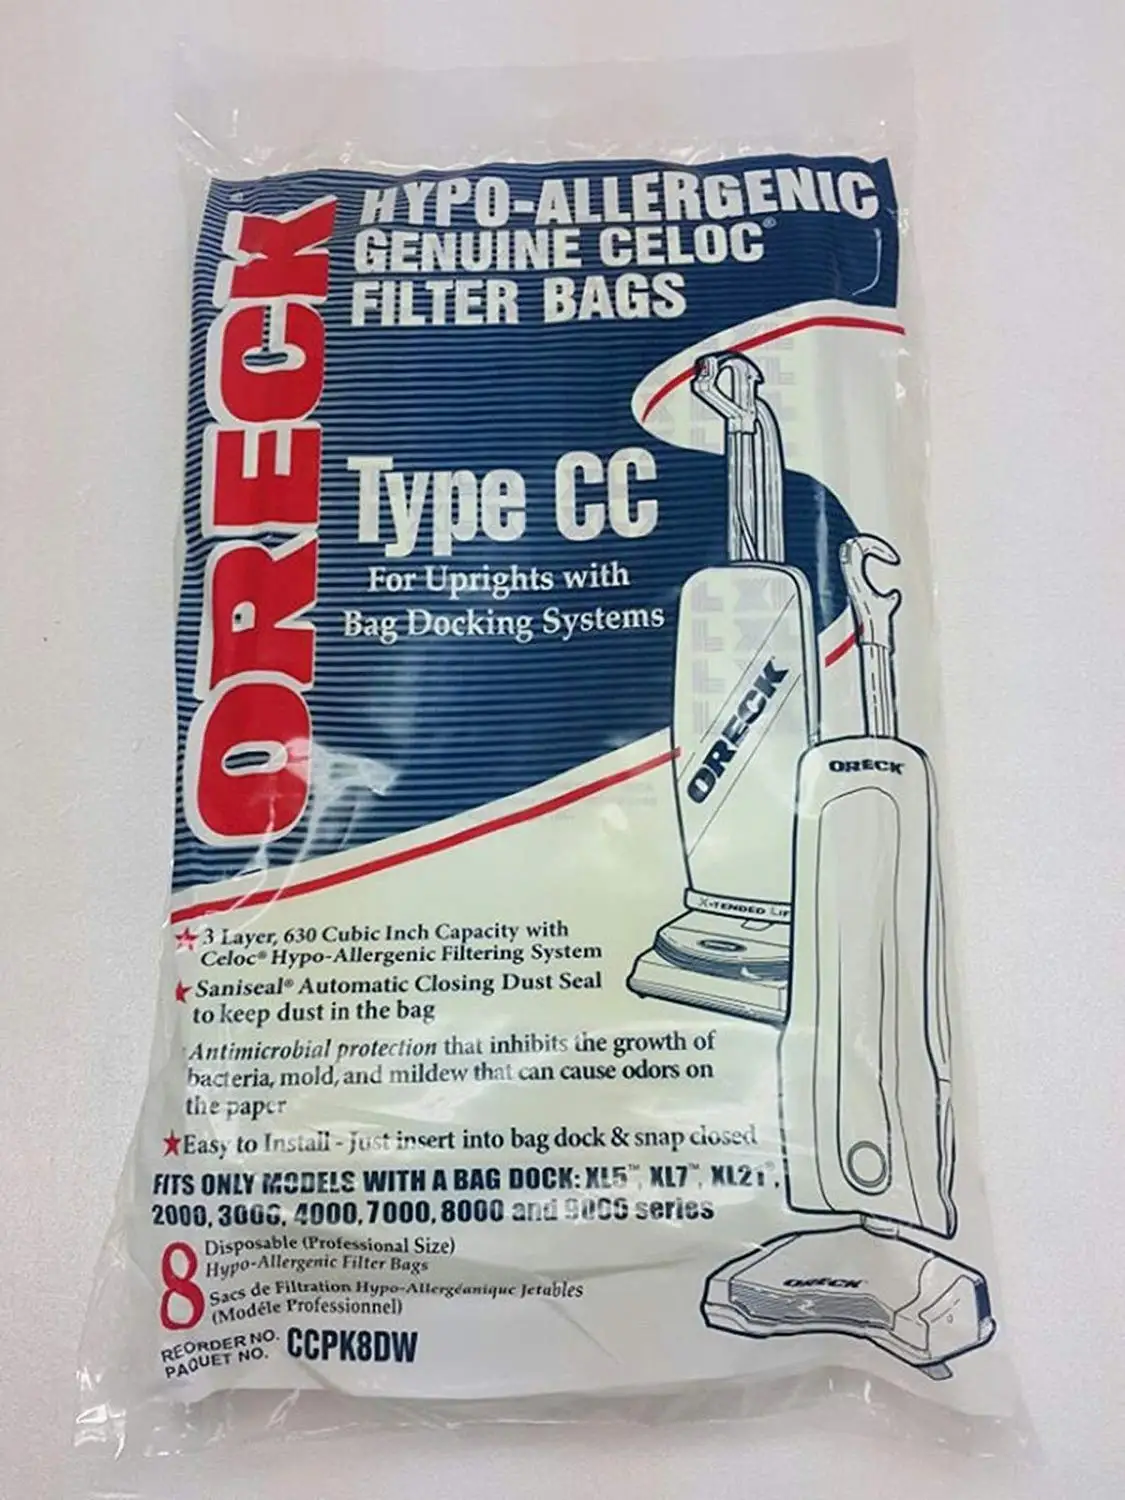 ORECK
HYPO-ALLERGENIC
GENUINE CELOC®
FILTER BAGS
Type CC
For Uprights with
Bag Docking Systems
ORECK
ORECK
X-TENDED LIF
★ 3 Layer, 630 Cubic Inch Capacity with
Celoc® Hypo-Allergenic Filtering System
★ Saniseal® Automatic Closing Dust Seal
to keep dust in the bag
Antimicrobial protection that inhibits the growth of
bacteria, mold, and mildew that can cause odors on
the paper
★ Easy to Install - Just insert into bag dock & snap closed
FITS ONLY MODELS WITH A BAG DOCK: XL5™, XL7™, XL21®,
2000, 3000, 4000, 7000, 8000 and 9000 series
8 Disposable (Professional Size)
Hypo-Allergenic Filter Bags
Sacs de Filtration Hypo-Allergéanique Jetables
(Modéle Professionnel)
ORECK
REORDER NO.
PAQUET NO. CCPK8DW